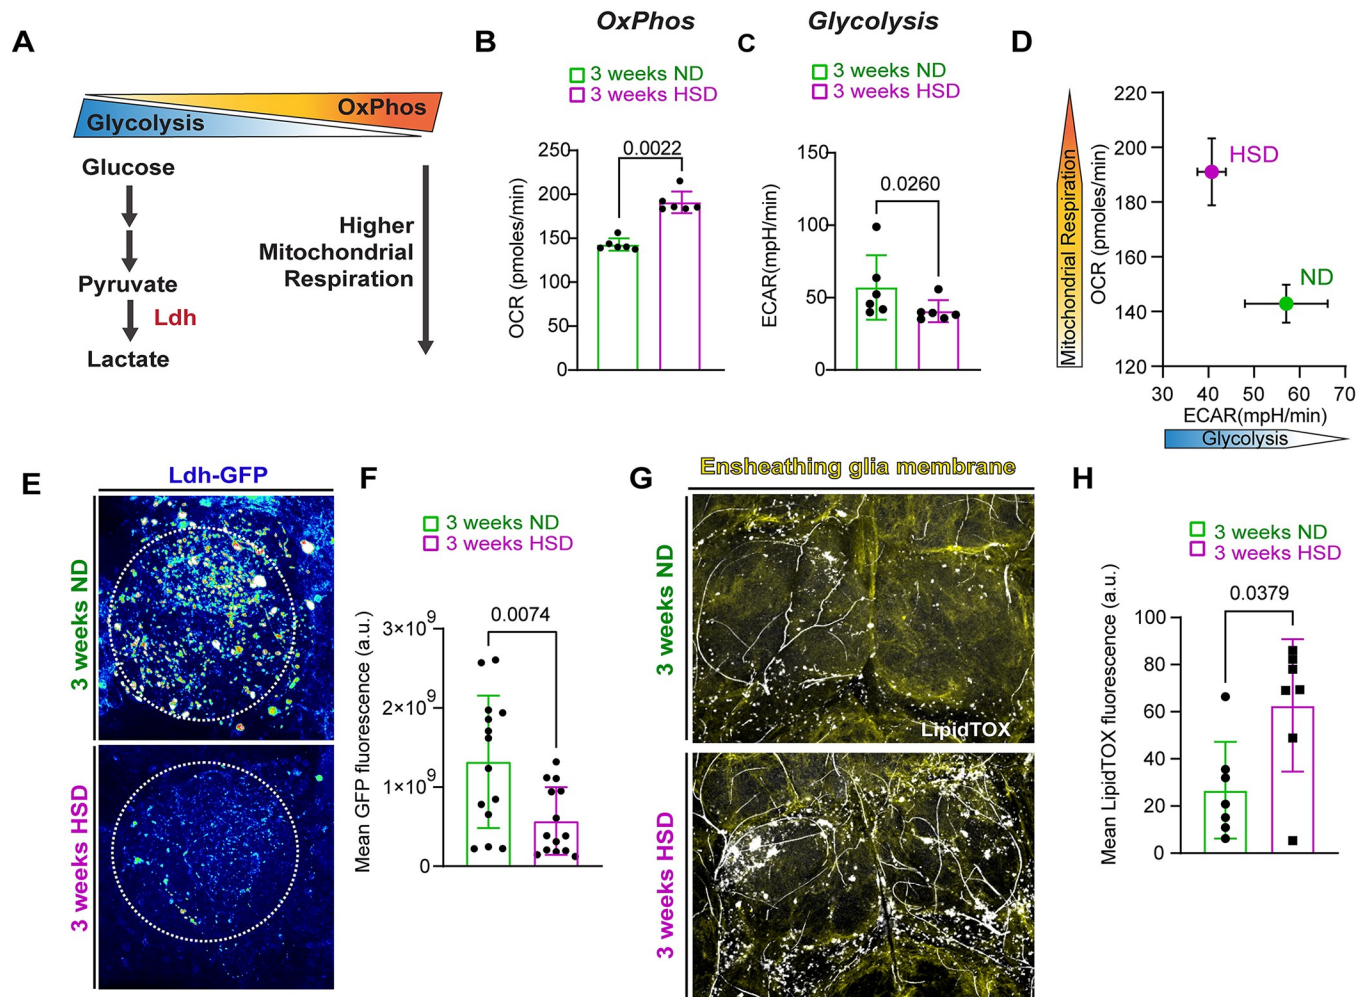 A
OxPhos
Glycolysis
Glucose
Pyruvate
Ldh
Lactate
Higher
Mitochondrial
Respiration
B
OxPhos
3 weeks ND
3 weeks HSD
0.0022
OCR (pmoles/min)
250
200
150
100
50
0
C
Glycolysis
3 weeks ND
3 weeks HSD
0.0260
ECAR(mpH/min)
150
100
50
0
D
Mitochondrial Respiration
OCR (pmoles/min)
220
200
180
160
140
120
HSD
ND
30 40 50 60 70
ECAR(mpH/min)
Glycolysis
E
Ldh-GFP
3 weeks ND
3 weeks HSD
F
3 weeks ND
3 weeks HSD
0.0074
Mean GFP fluorescence (a.u.)
3×10⁹
2×10⁹
1×10⁹
0
G
Ensheathing glia membrane
3 weeks ND
LipidTOX
3 weeks HSD
H
3 weeks ND
3 weeks HSD
0.0379
Mean LipidTOX fluorescence (a.u.)
100
80
60
40
20
0